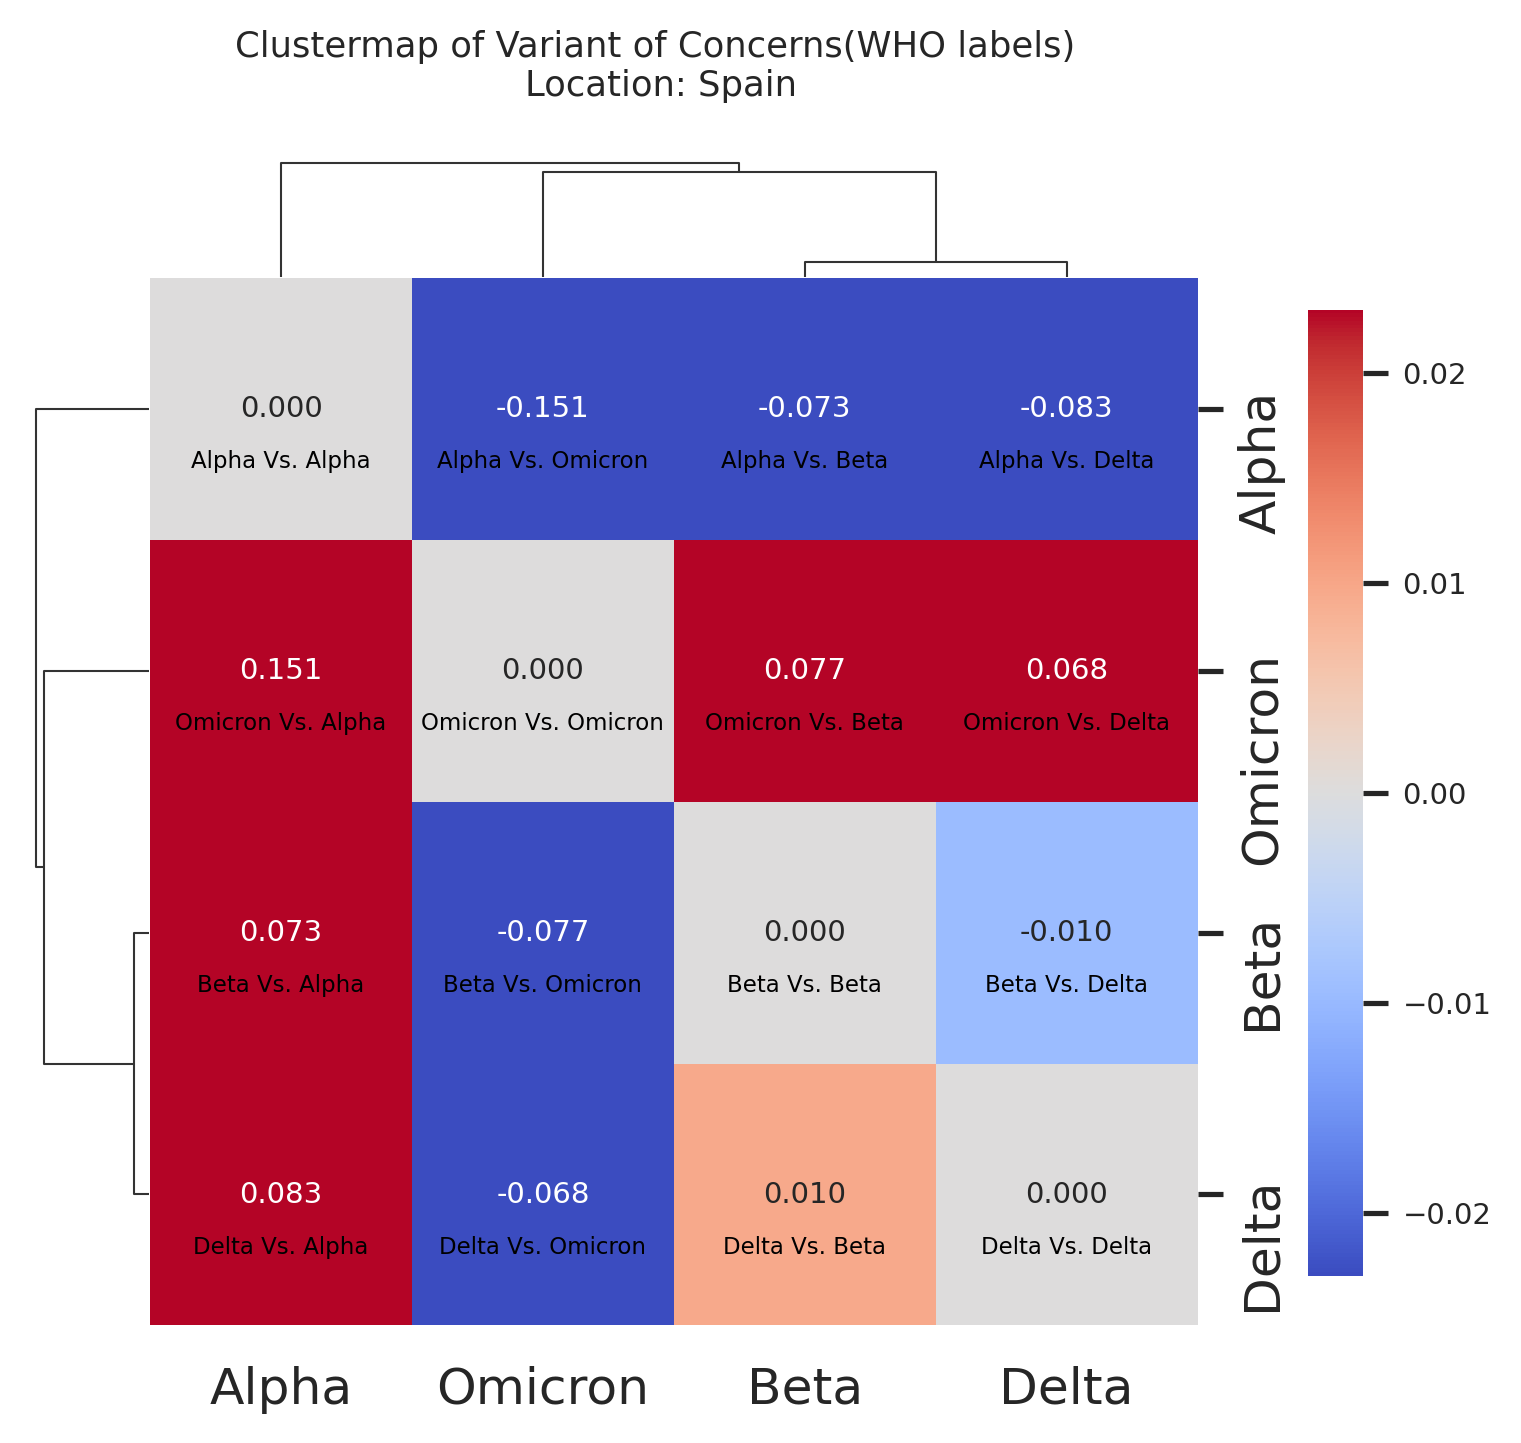 Clustermap of Variant of Concerns(WHO labels)
Location: Spain
0.000
-0.151
-0.073
-0.083
Alpha Vs. Alpha
Alpha Vs. Omicron
Alpha Vs. Beta
Alpha Vs. Delta
0.151
0.000
0.077
0.068
Omicron Vs. Alpha
Omicron Vs. Omicron
Omicron Vs. Beta
Omicron Vs. Delta
0.073
-0.077
0.000
-0.010
Beta Vs. Alpha
Beta Vs. Omicron
Beta Vs. Beta
Beta Vs. Delta
0.083
-0.068
0.010
0.000
Delta Vs. Alpha
Delta Vs. Omicron
Delta Vs. Beta
Delta Vs. Delta
Alpha
Omicron
Beta
Delta
Alpha
Omicron
Beta
Delta
0.02
0.01
0.00
−0.01
−0.02